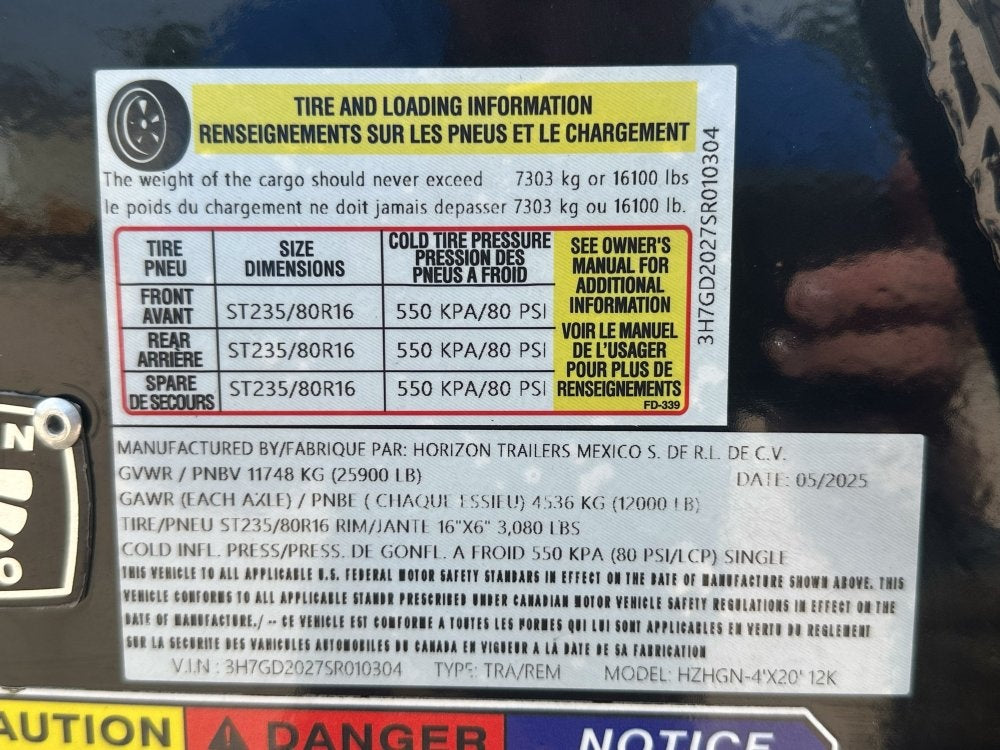 TIRE AND LOADING INFORMATION
RENSEIGNEMENTS SUR LES PNEUS ET LE CHARGEMENT
The weight of the cargo should never exceed 7303 kg or 16100 lbs
le poids du chargement ne doit jamais depasser 7303 kg ou 16100 lb.
3H7GD2027SR010304
TIRE
PNEU
SIZE
DIMENSIONS
COLD TIRE PRESSURE
PRESSION DES
PNEUS A FROID
FRONT
AVANT
ST235/80R16
550 KPA/80 PSI
REAR
ARRIÈRE
ST235/80R16
550 KPA/80 PSI
SPARE
DE SECOURS
ST235/80R16
550 KPA/80 PSI
SEE OWNER'S
MANUAL FOR
ADDITIONAL
INFORMATION
VOIR LE MANUEL
DE L'USAGER
POUR PLUS DE
RENSEIGNEMENTS
FD-339
MANUFACTURED BY/FABRIQUE PAR: HORIZON TRAILERS MEXICO S. DE R.L. DE C.V.
GVWR / PNBV 11748 KG (25900 LB) DATE: 05/2025
GAWR (EACH AXLE) / PNBE ( CHAQUE ESSIEU) 4536 KG (12000 LB)
TIRE/PNEU ST235/80R16 RIM/JANTE 16"X6" 3,080 LBS
COLD INFL. PRESS/PRESS. DE GONFL. A FROID 550 KPA (80 PSI/LCP) SINGLE
THIS VEHICLE TO ALL APPLICABLE U.S. FEDERAL MOTOR SAFETY STANDARS IN EFFECT ON THE DATE OF MANUFACTURE SHOWN ABOVE. THIS
VEHICLE CONFORMS TO ALL APPLICABLE STANDR PRESCRIBED UNDER CANADIAN MOTOR VEHICLE SAFETY REGULATIONS IN EFFECT ON THE
DATE OF MANUFACTURE./ -- CE VEHICLE EST CONFORME A TOUTES LES NORMES QUI LUI SONT APPLICABLES EN VERTU DU REGLEMENT
SUR LA SECURITE DES VAHICULES AUTOMOBILES DU CANADA EN VIGUEUR A LÀ DATE DE SA FABRICATION
V.I.N : 3H7GD2027SR010304 TYPE: TRA/REM MODEL: HZHGN-4'X20' 12K
N
O
AUTION
DANGER
NOTICE